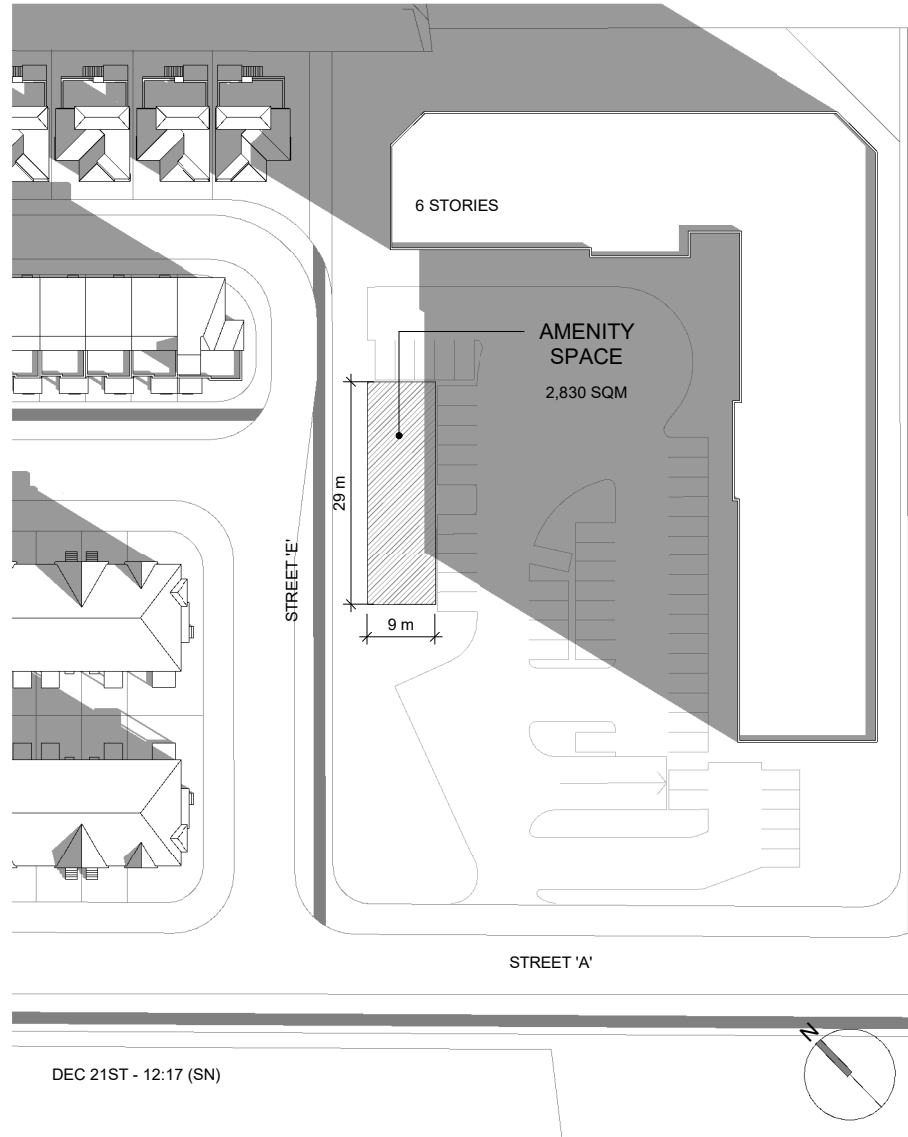 6 STORIES
AMENITY
SPACE
2,830 SQM
29 m
9 m
STREET 'E'
STREET 'A'
N
DEC 21ST - 12:17 (SN)